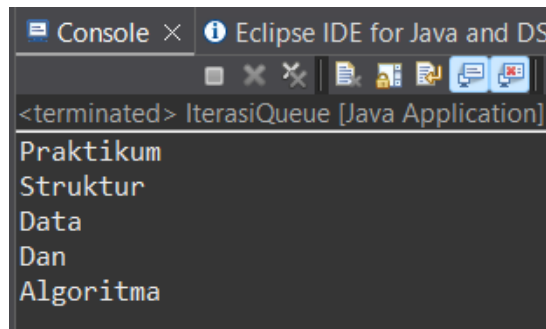 Console × Eclipse IDE for Java and DS
<terminated> IterasiQueue [Java Application]
Praktikum
Struktur
Data
Dan
Algoritma